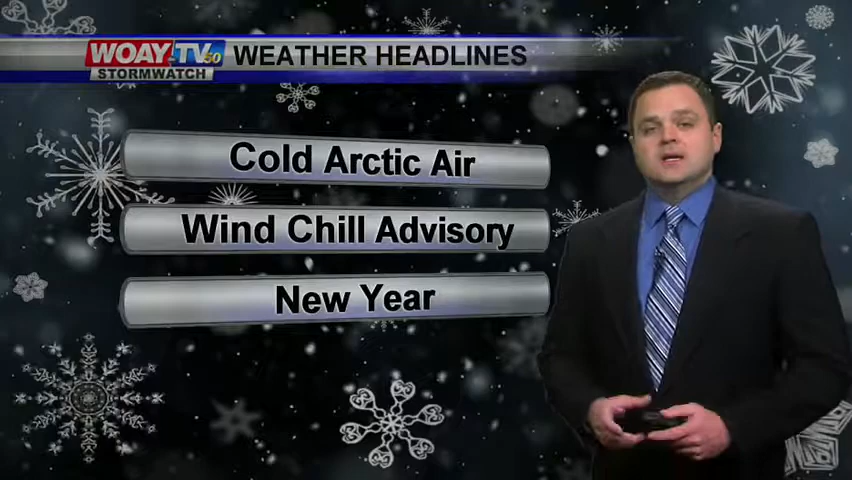 WOAY-TV 50 WEATHER HEADLINES
STORMWATCH
Cold Arctic Air
Wind Chill Advisory
New Year